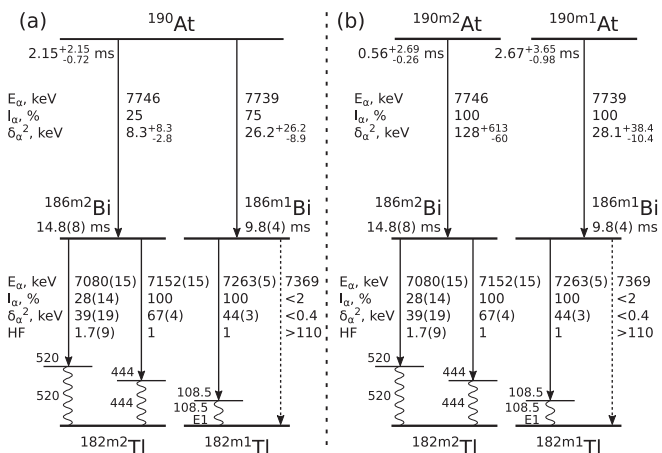 (a)
190At
2.15+2.15-0.72 ms
Eα, keV 7746 7739
Iα, % 25 75
δα2, keV 8.3+8.3-2.8 26.2+26.2-8.9
186m2Bi 186m1Bi
14.8(8) ms 9.8(4) ms
Eα, keV 7080(15) 7152(15) 7263(5) 7369
Iα, % 28(14) 100 100 <2
δα2, keV 39(19) 67(4) 44(3) <0.4
HF 1.7(9) 1 1 >110
520 444
520 444 108.5
108.5
E1
182m2Tl 182m1Tl
(b)
190m2At 190m1At
0.56+2.69-0.26 ms 2.67+3.65-0.98 ms
Eα, keV 7746 7739
Iα, % 100 100
δα2, keV 128+613-60 28.1+38.4-10.4
186m2Bi 186m1Bi
14.8(8) ms 9.8(4) ms
Eα, keV 7080(15) 7152(15) 7263(5) 7369
Iα, % 28(14) 100 100 <2
δα2, keV 39(19) 67(4) 44(3) <0.4
HF 1.7(9) 1 1 >110
520 444
520 444 108.5
108.5
E1
182m2Tl 182m1Tl